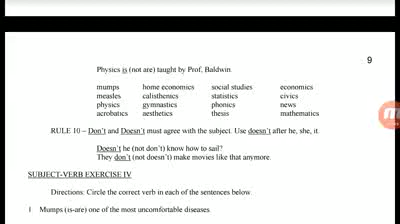 9
Physics is (not are) taught by Prof. Baldwin.
mumps home economics social studies economics
measles calisthenics statistics civics
physics gymnastics phonics news
acrobatics aesthetics thesis mathematics
RULE 10 – Don't and Doesn't must agree with the subject. Use doesn't after he, she, it.
Doesn't he (not don't) know how to sail?
They don't (not doesn't) make movies like that anymore.
SUBJECT-VERB EXERCISE IV
Directions: Circle the correct verb in each of the sentences below.
1 Mumps (is-are) one of the most uncomfortable diseases.